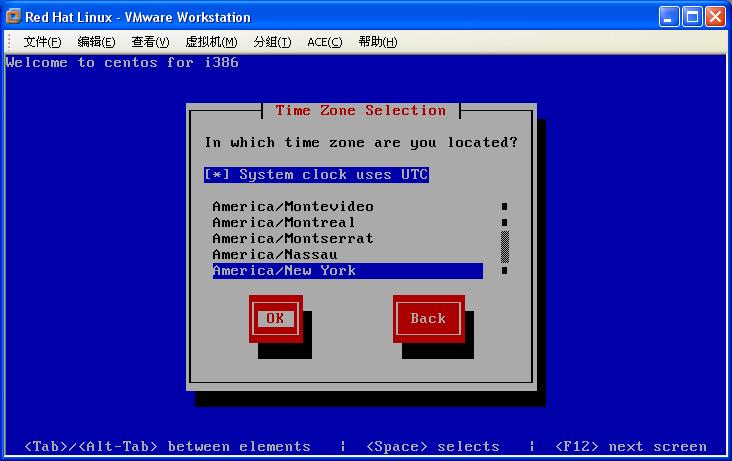 Red Hat Linux - VMware Workstation
文件(F) 编辑(E) 查看(V) 虚拟机(M) 分组(T) ACE(C) 帮助(H)
Welcome to centos for i386
Time Zone Selection
In which time zone are you located?
[*] System clock uses UTC
America/Montevideo
America/Montreal
America/Montserrat
America/Nassau
America/New York
OK Back
<Tab>/<Alt-Tab> between elements | <Space> selects | <F12> next screen